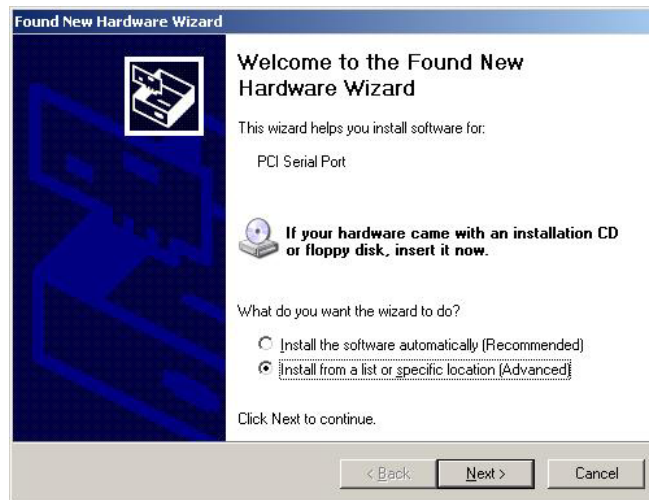 Found New Hardware Wizard
Welcome to the Found New
Hardware Wizard
This wizard helps you install software for:
PCI Serial Port
If your hardware came with an installation CD
or floppy disk, insert it now.
What do you want the wizard to do?
Install the software automatically (Recommended)
Install from a list or specific location (Advanced)
Click Next to continue.
< Back Next > Cancel